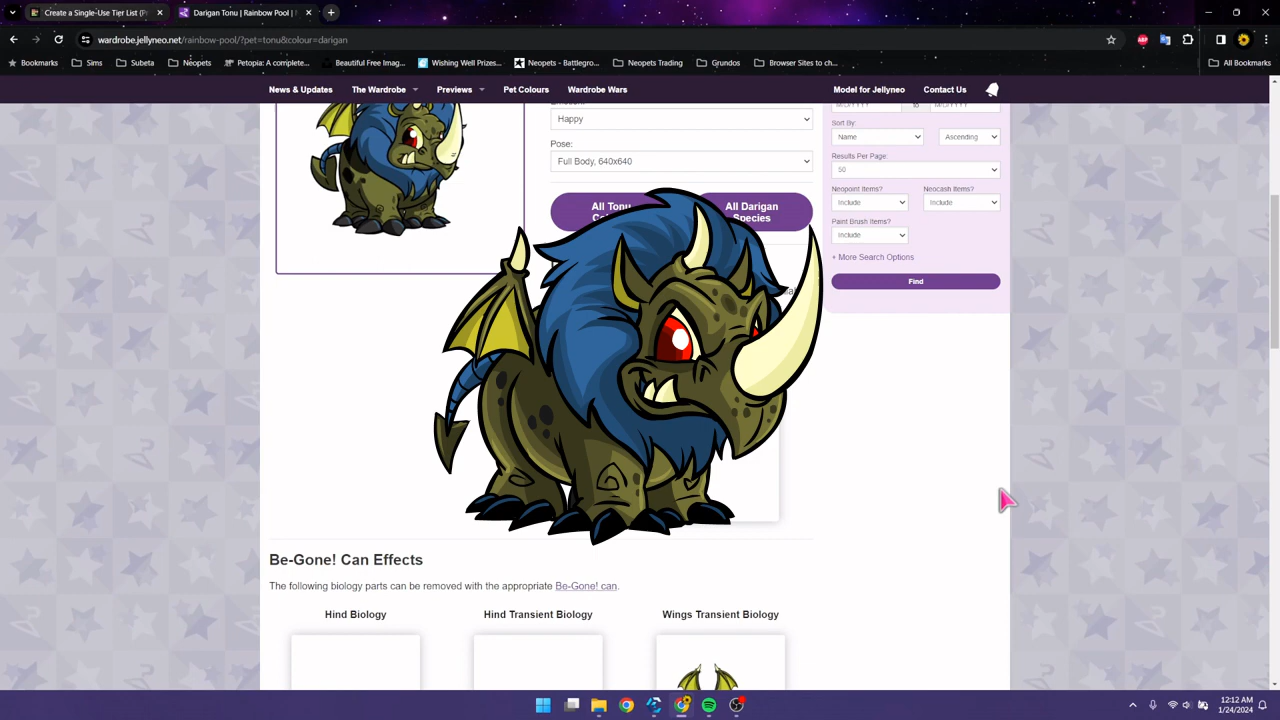 Create a Single-Use Tier List (P
Darigan Tonu | Rainbow Pool | 
wardrobe.jellyneo.net/rainbow-pool/?pet=tonu&colour=darigan
Bookmarks Sims Subeta Neopets Petopia: A complete... Beautiful Free Imag... Wishing Well Prizes... Neopets - Battlegro... Neopets Trading Grundos Browser Sites to ch... All Bookmarks
News & Updates The Wardrobe Previews Pet Colours Wardrobe Wars Model for Jellyneo Contact Us
M/D/YYYY to M/D/YYYY
Happy
Sort By:
Name Ascending
Pose:
Full Body, 640x640
Results Per Page:
50
Neopoint Items? Neocash Items?
Include Include
All Tonu
All Darigan
Species
Paint Brush Items?
Include
+ More Search Options
Find
Be-Gone! Can Effects
The following biology parts can be removed with the appropriate Be-Gone! can.
Hind Biology Hind Transient Biology Wings Transient Biology
12:12 AM
1/24/2024